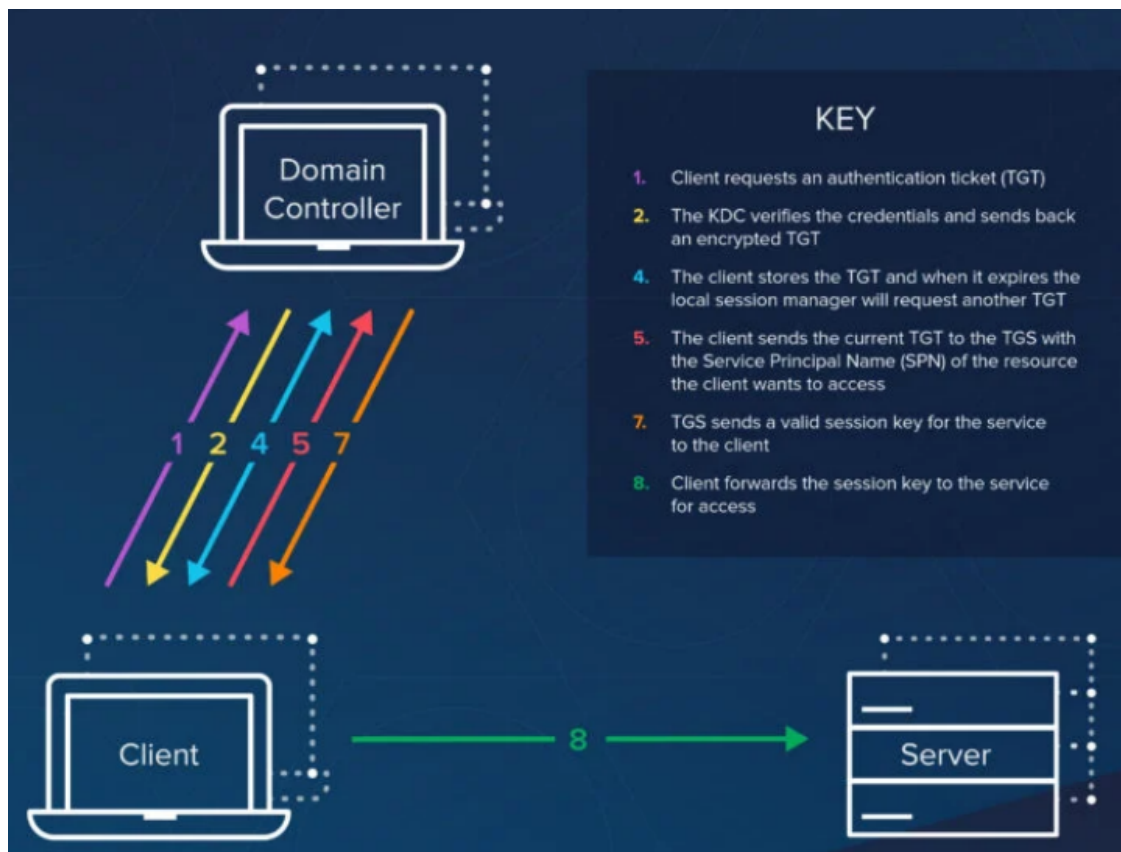 Domain
Controller
KEY
1. Client requests an authentication ticket (TGT)
2. The KDC verifies the credentials and sends back
an encrypted TGT
4. The client stores the TGT and when it expires the
local session manager will request another TGT
5. The client sends the current TGT to the TGS with
the Service Principal Name (SPN) of the resource
the client wants to access
7. TGS sends a valid session key for the service
to the client
8. Client forwards the session key to the service
for access
1 2 4 5 7
Client
8
Server